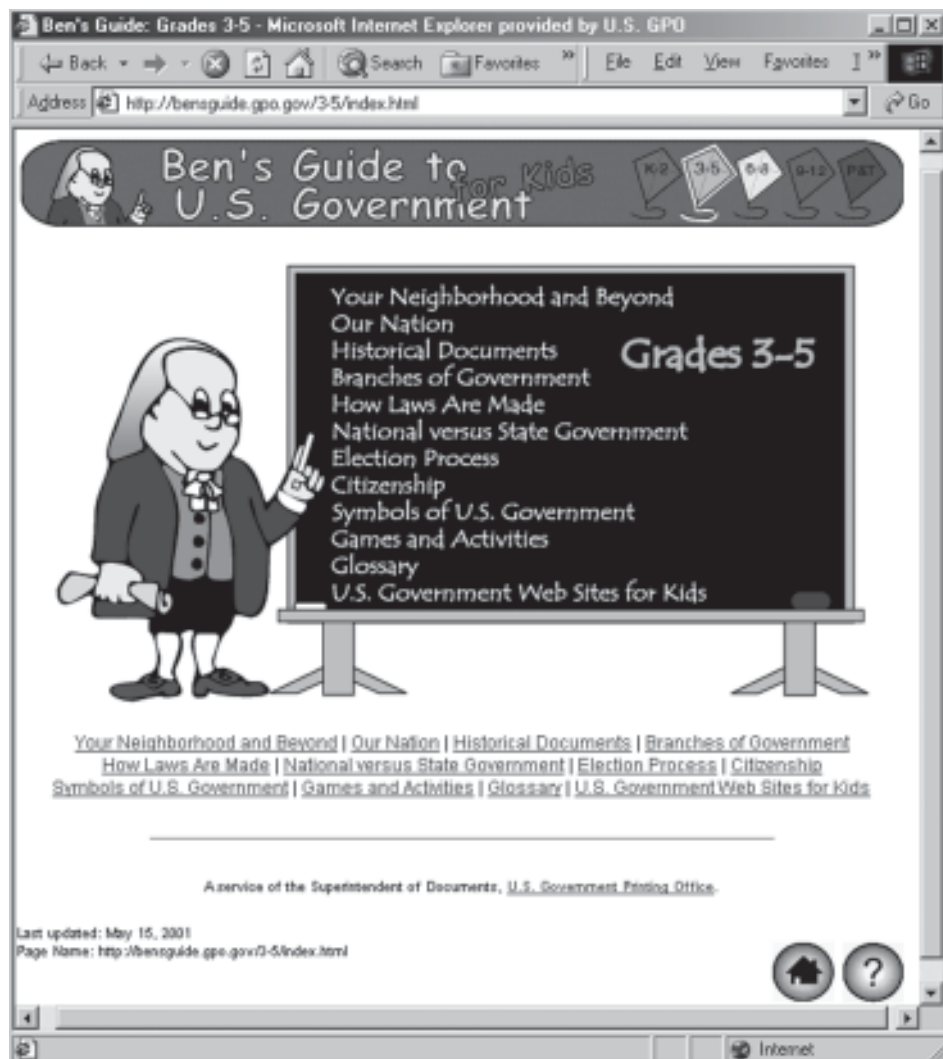 Ben's Guide: Grades 3-5 - Microsoft Internet Explorer provided by U.S. GPO
Back Search Favorites » File Edit View Favorites »
Address http://bensguide.gpo.gov/3-5/index.html Go
Ben's Guide to
U.S. Government
for Kids
K-2 3-5 6-8 9-12 P&T
Your Neighborhood and Beyond
Our Nation
Historical Documents
Branches of Government
How Laws Are Made
National versus State Government
Election Process
Citizenship
Symbols of U.S. Government
Games and Activities
Glossary
U.S. Government Web Sites for Kids
Grades 3-5
Your Neighborhood and Beyond | Our Nation | Historical Documents | Branches of Government
How Laws Are Made | National versus State Government | Election Process | Citizenship
Symbols of U.S. Government | Games and Activities | Glossary | U.S. Government Web Sites for Kids
A service of the Superintendent of Documents, U.S. Government Printing Office.
Last updated: May 15, 2001
Page Name: http://bensguide.gpo.gov/3-5/index.html
?
Internet